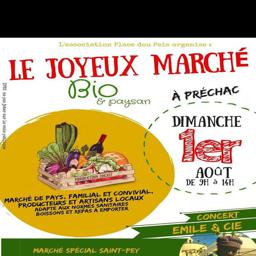 L'association Place dou Pais organise :
LE JOYEUX MARCHÉ
Bio
& paysan
À PRÉCHAC
DIMANCHE
1er
AOÛT
DE 9H À 14H
MARCHÉ DE PAYS, FAMILIAL ET CONVIVIAL,
PRODUCTEURS ET ARTISANS LOCAUX
ADAPTÉ AUX NORMES SANITAIRES
BOISSONS ET REPAS À EMPORTER
CONCERT
EMILE & CIE
MARCHÉ SPÉCIAL SAINT-PEY